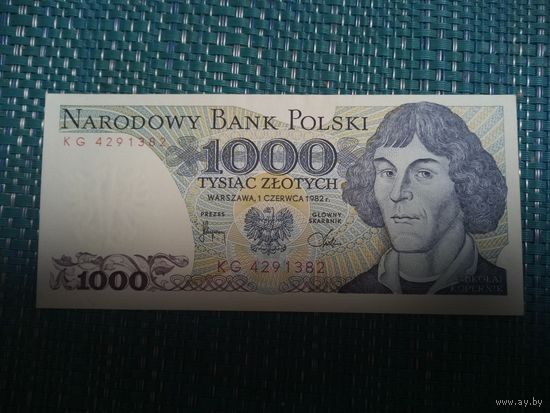 NARODOWY BANK POLSKI
KG 4291382
1000
TYSIĄC ZŁOTYCH
WARSZAWA, 1 CZERWCA 1982 r.
PREZES
GŁÓWNY SKARBNIK
KG 4291382
1000
MIKOŁAJ
KOPERNIK
www.ay.by